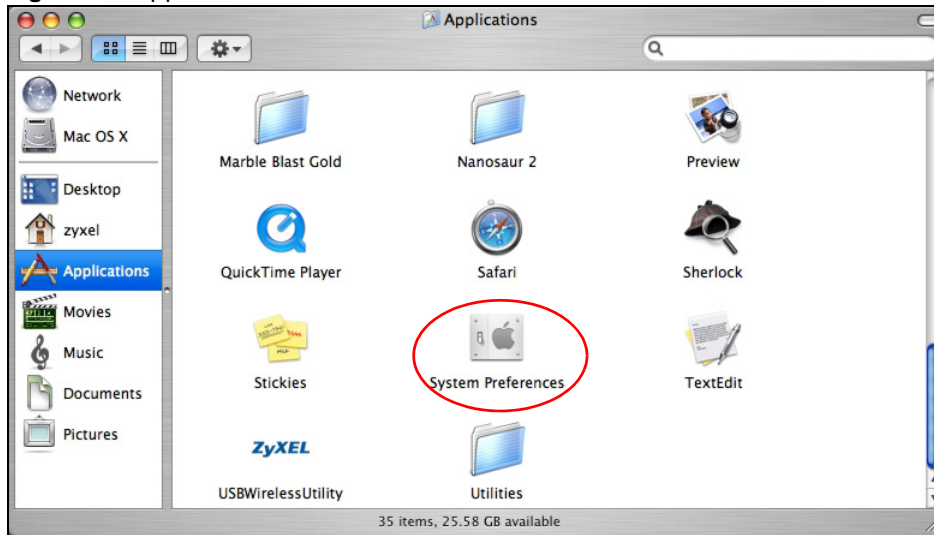 Applications
Network
Mac OS X
Desktop
zyxel
Applications
Movies
Music
Documents
Pictures
Marble Blast Gold
Nanosaur 2
Preview
QuickTime Player
Safari
Sherlock
Stickies
System Preferences
TextEdit
ZyXEL
USBWirelessUtility
Utilities
35 items, 25.58 GB available